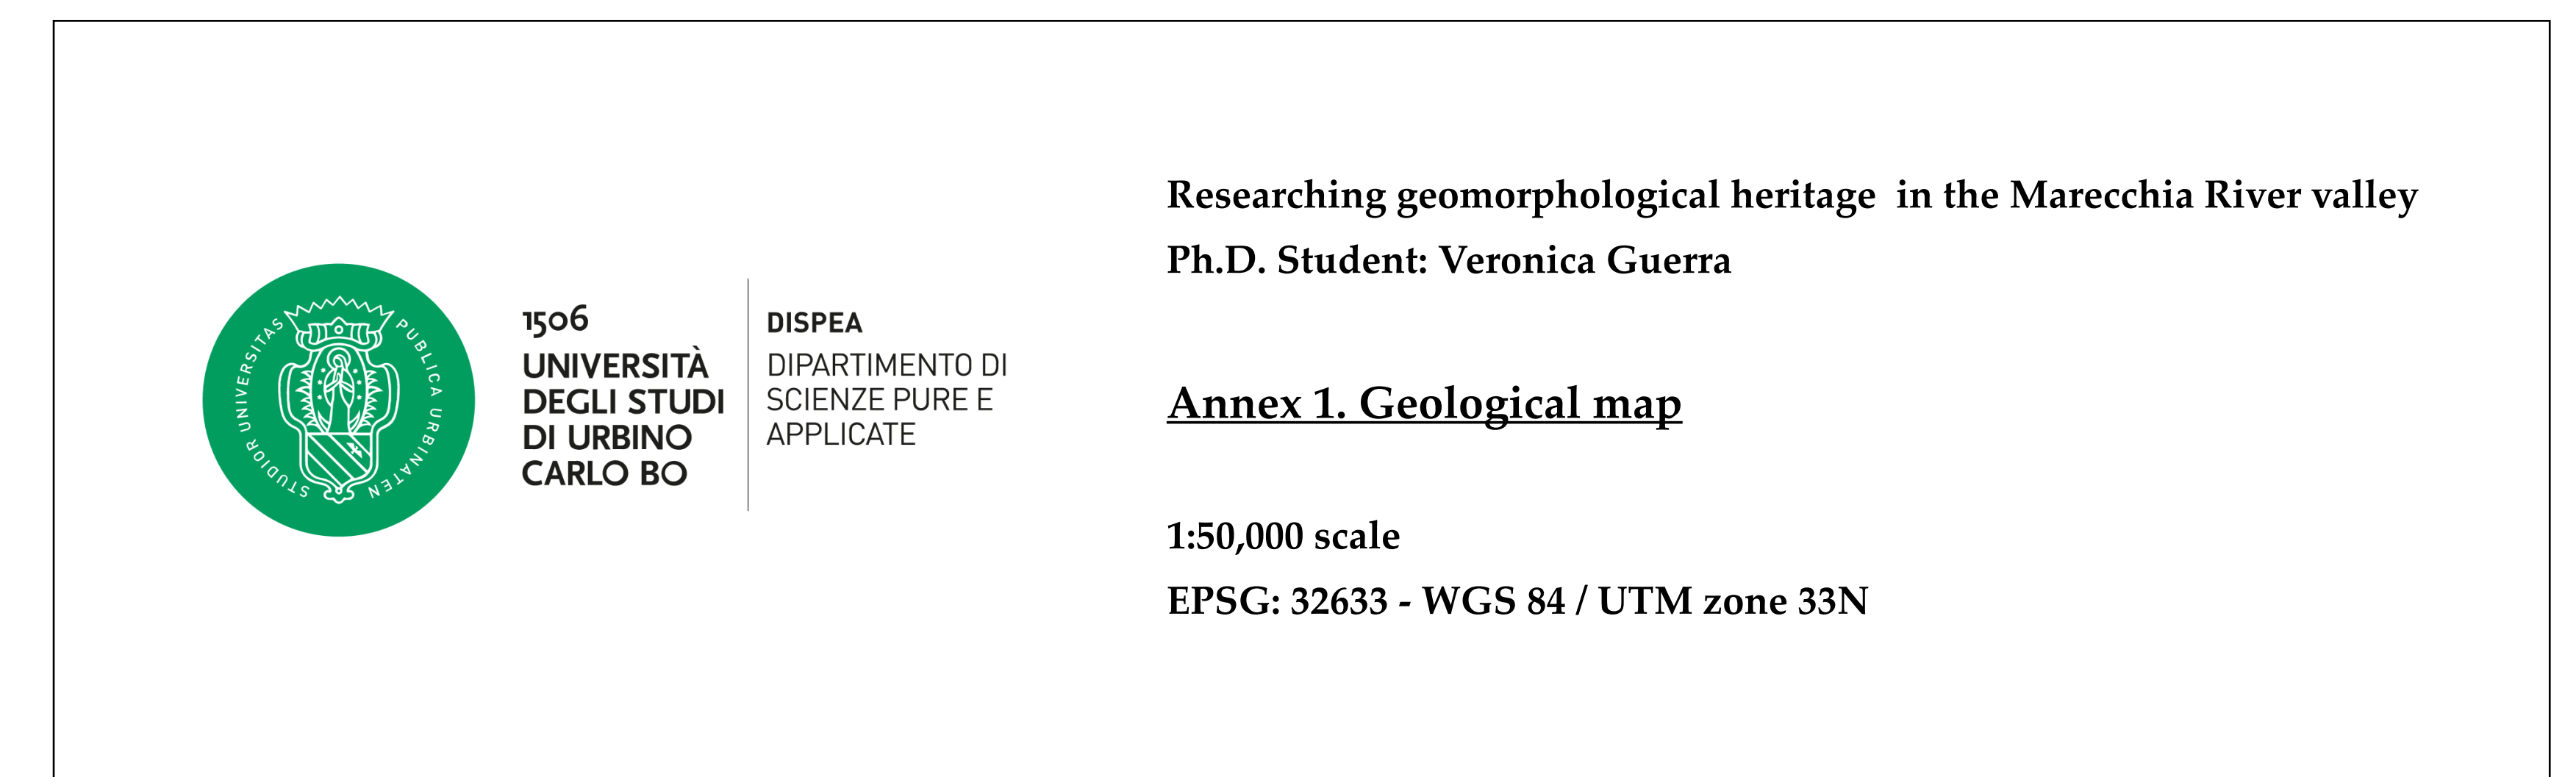 STUDIOR UNIVERSITAS PUBLICA URBINATEN
1506
UNIVERSITÀ
DEGLI STUDI
DI URBINO
CARLO BO
DISPEA
DIPARTIMENTO DI
SCIENZE PURE E
APPLICATE
Researching geomorphological heritage  in the Marecchia River valley
Ph.D. Student: Veronica Guerra
Annex 1. Geological map
1:50,000 scale
EPSG: 32633 - WGS 84 / UTM zone 33N